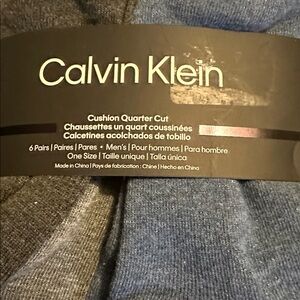 Calvin Klein
Cushion Quarter Cut
Chaussettes un quart coussinées
Calcetines acolchados de tobillo
6 Pairs | Paires | Pares • Men's | Pour hommes | Para hombre
One Size | Taille unique | Talla única
Made in China | Pays de fabrication : Chine | Hecho en China